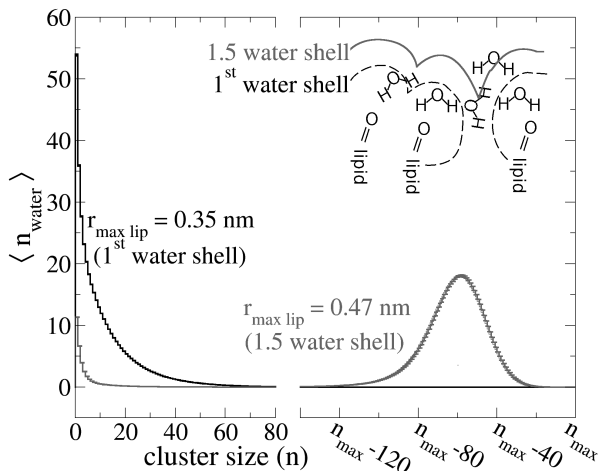 60
50
40
30
20
10
0
⟨ n_water ⟩
1.5 water shell
1st water shell
H O H
H O H
H O H
H O H
H O H
O
O
O
lipid
lipid
lipid
r_max lip = 0.35 nm
(1st water shell)
r_max lip = 0.47 nm
(1.5 water shell)
0 20 40 60 80
n_max -120 n_max -80 n_max -40 n_max
cluster size (n)